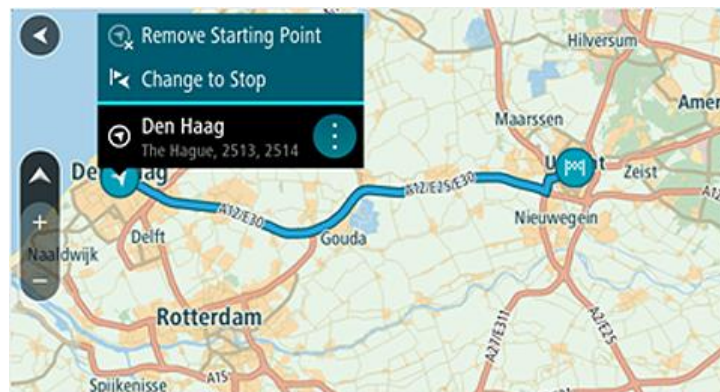 Remove Starting Point
Change to Stop
Den Haag
The Hague, 2513, 2514
Hilversum
Maarssen
Zeist
A12/E30
A12/E25/E30
Nieuwegein
Gouda
Delft
Naaldwijk
Rotterdam
A27/E311
A2/E25
A15
Spijkenisse